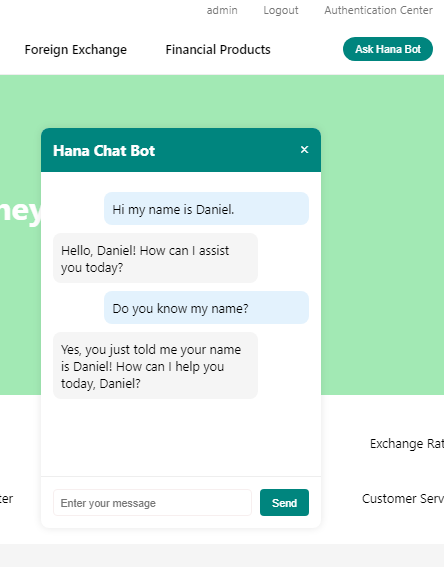 admin Logout Authentication Center
Foreign Exchange Financial Products Ask Hana Bot
Hana Chat Bot ×
Hi my name is Daniel.
Hello, Daniel! How can I assist
you today?
Do you know my name?
Yes, you just told me your name
is Daniel! How can I help you
today, Daniel?
Exchange Rat
Customer Serv
Enter your message Send